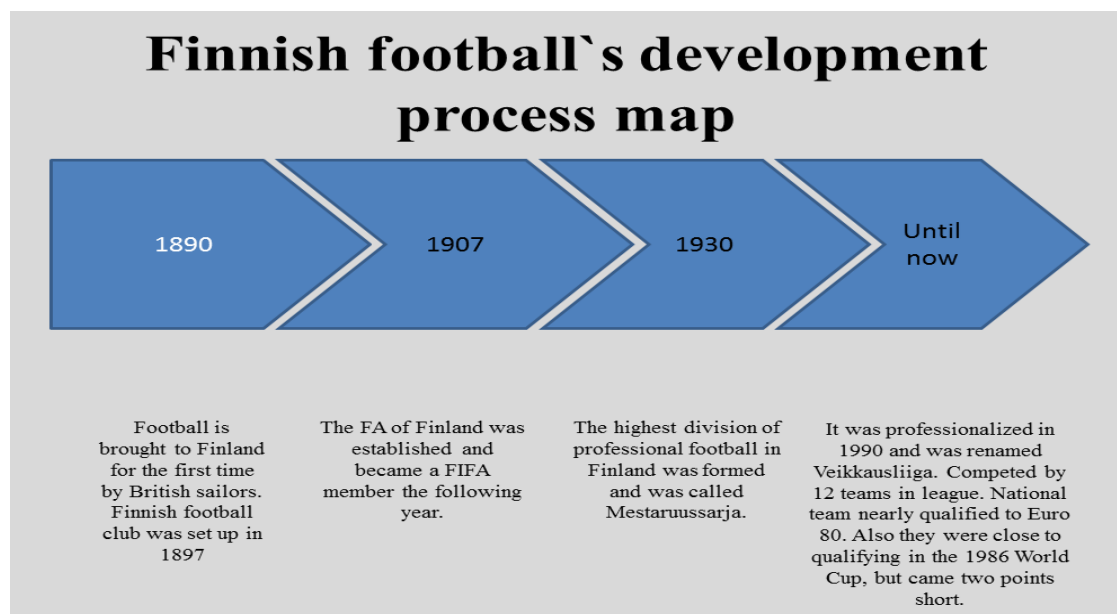 Finnish football`s development
process map
1890
1907
1930
Until
now
Football is
brought to Finland
for the first time
by British sailors.
Finnish football
club was set up in
1897
The FA of Finland was
established and
became a FIFA
member the following
year.
The highest division of
professional football in
Finland was formed
and was called
Mestaruussarja.
It was professionalized in
1990 and was renamed
Veikkausliiga. Competed by
12 teams in league. National
team nearly qualified to Euro
80. Also they were close to
qualifying in the 1986 World
Cup, but came two points
short.